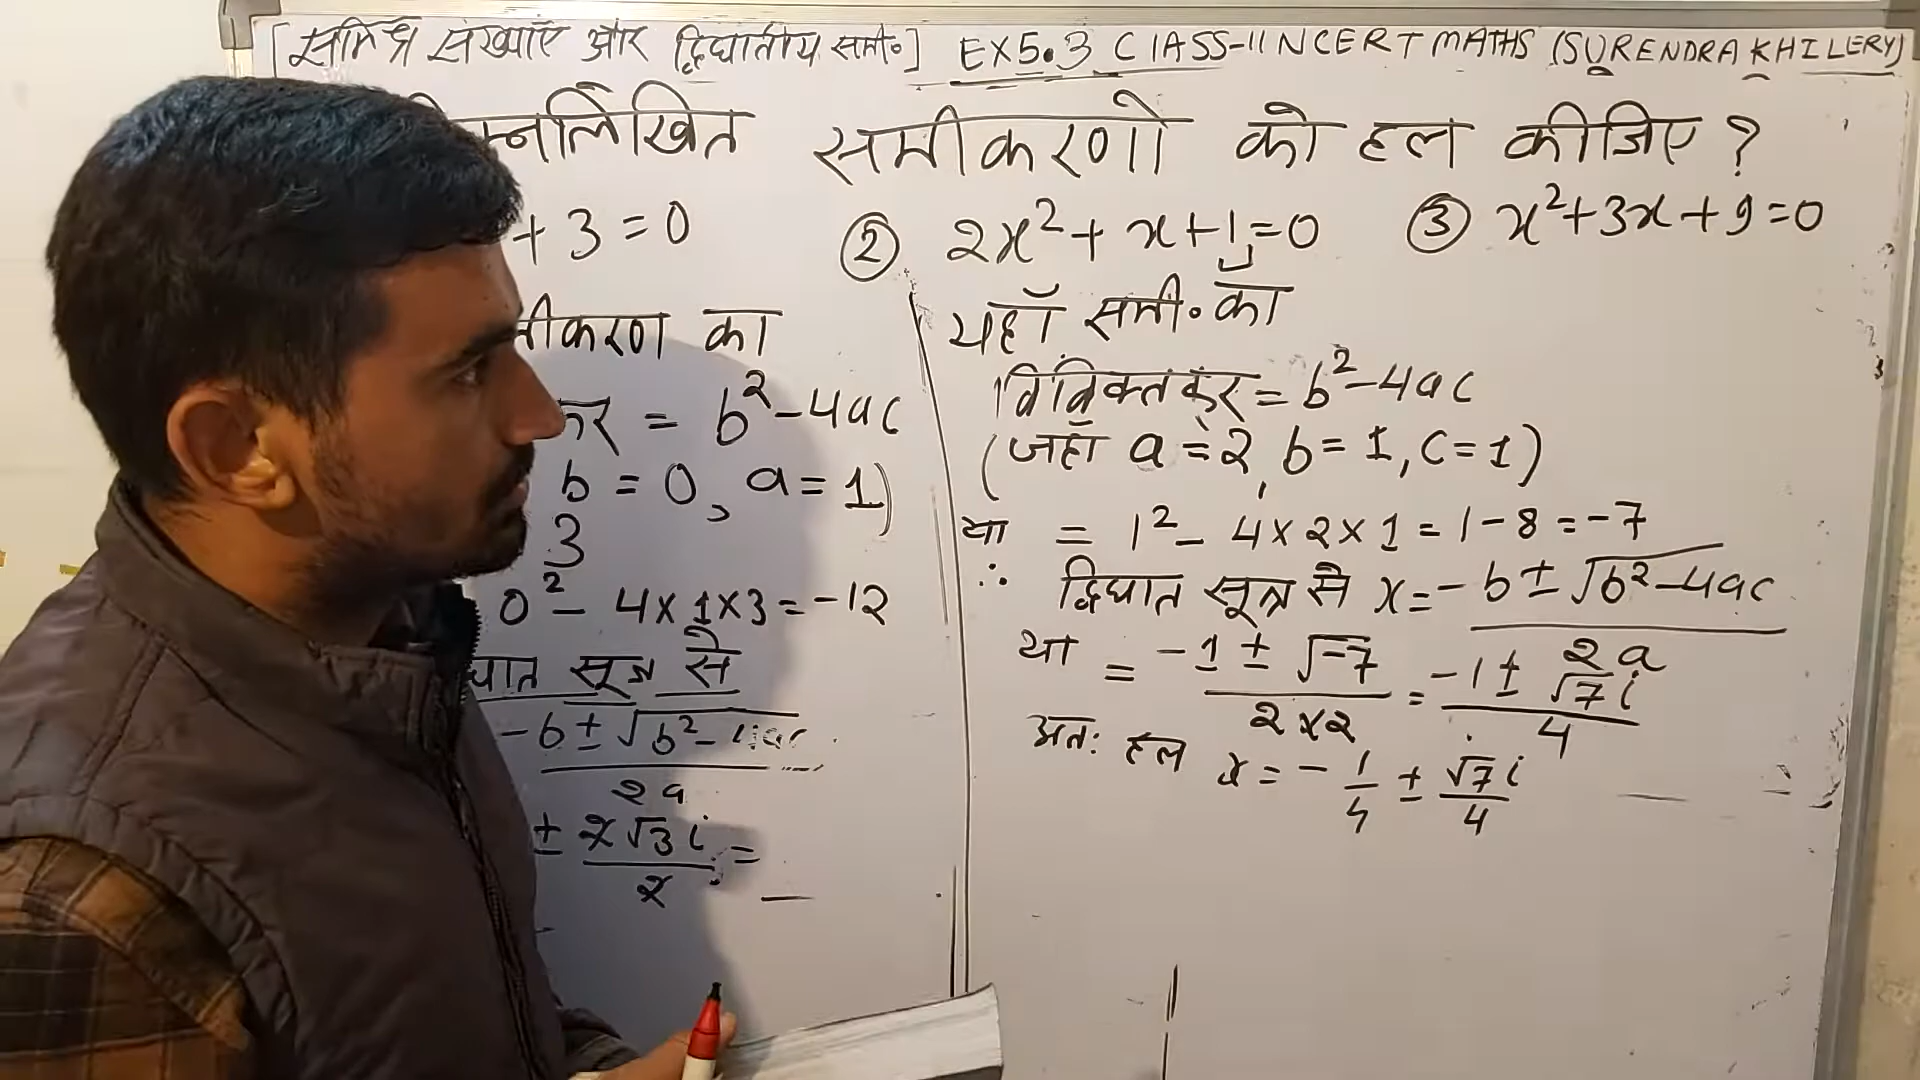 [समिश्र संख्याएँ और द्विघातीय समी०] EX5.3 CLASS-11 NCERT MATHS (SURENDRA KHILERY)
म्नलिखित समीकरणो को हल कीजिए ?
+ 3 = 0
② 2x² + x + 1 = 0
③ x² + 3x + 9 = 0
ीकरण का
कर = b² - 4ac
b = 0, a = 1)
3
0² - 4 x 1 x 3 = -12
घात सूत्र से
-b ± √b² - 4ac
2a
± 2√3 i =
2
यहाँ समी० का
विविक्तकर = b² - 4ac
(जहाँ a = 2, b = 1, c = 1)
या = 1² - 4 x 2 x 1 = 1 - 8 = -7
∴ द्विघात सूत्र से x = -b ± √b² - 4ac
2a
या = -1 ± √-7 = -1 ± √7 i
2 x 2 4
अतः हल x = - 1/4 ± √7 i/4